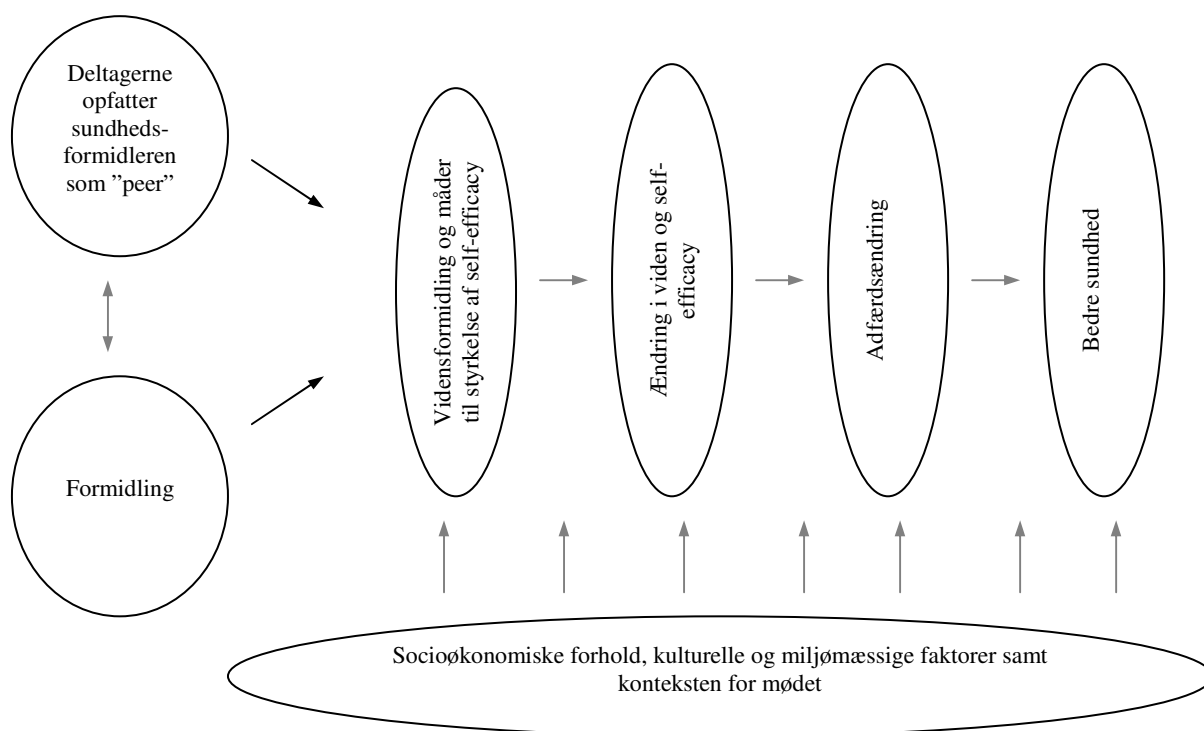 Deltagerne
opfatter
sundheds-
formidleren
som ”peer”
Formidling
Vidensformidling og måder
til styrkelse af self-efficacy
Ændring i viden og self-
efficacy
Adfærdsændring
Bedre sundhed
Socioøkonomiske forhold, kulturelle og miljømæssige faktorer samt
konteksten for mødet